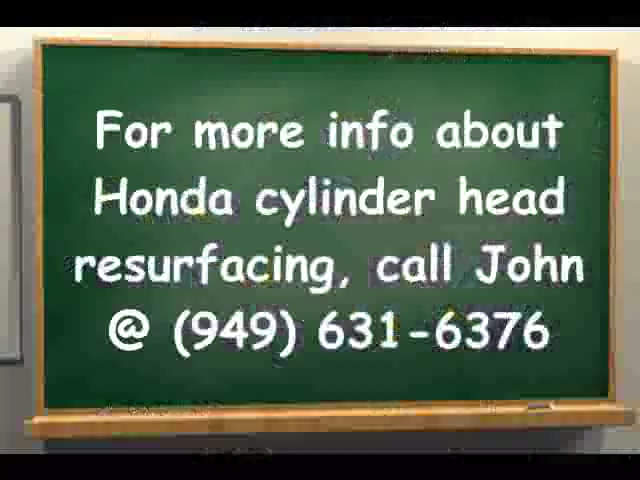 For more info about
Honda cylinder head
resurfacing, call John
@ (949) 631-6376